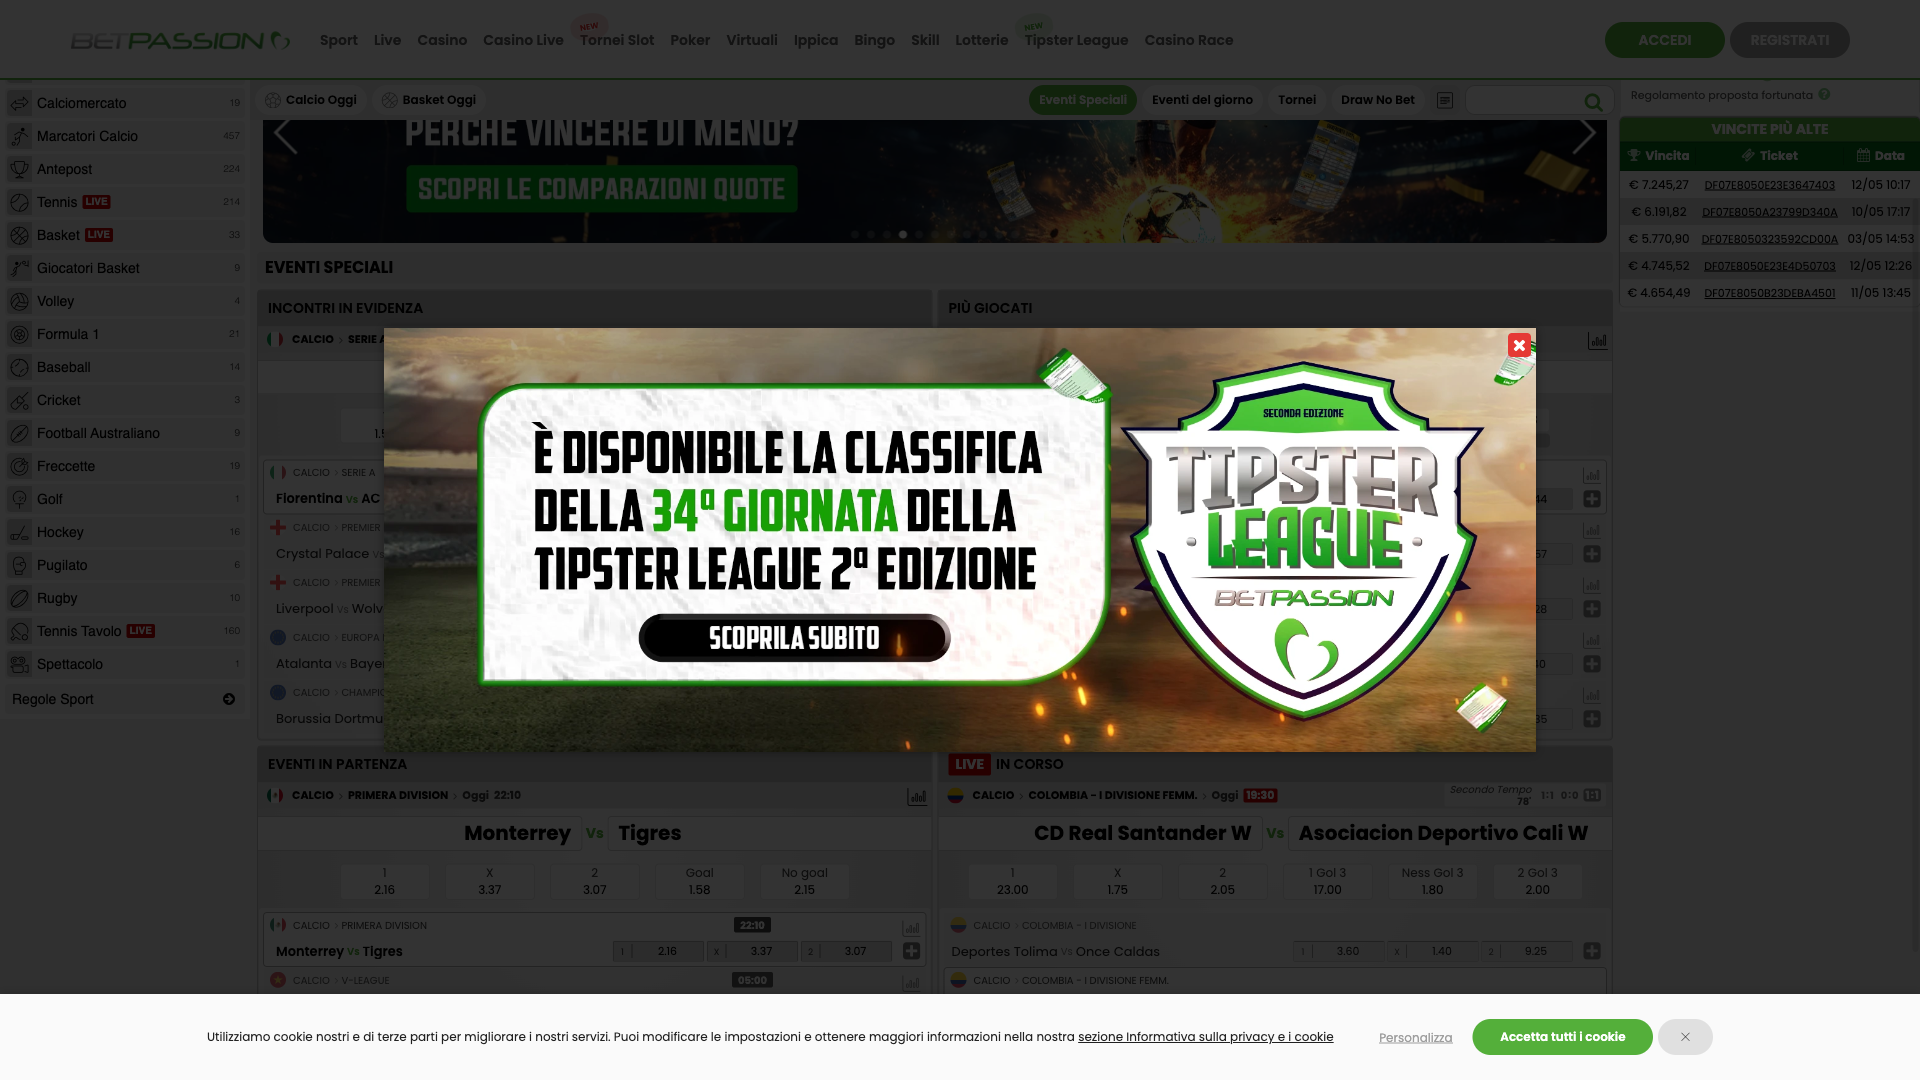 BETPASSION
Sport Live Casino Casino Live NEW Tornei Slot Poker Virtuali Ippica Bingo Skill Lotterie NEW Tipster League Casino Race
ACCEDI REGISTRATI
Calciomercato 19
Marcatori Calcio 457
Antepost 224
Tennis LIVE 214
Basket LIVE 33
Giocatori Basket 9
Volley 4
Formula 1 21
Baseball 14
Cricket 3
Football Australiano 9
Freccette 19
Golf 1
Hockey 16
Pugilato 6
Rugby 10
Tennis Tavolo LIVE 160
Spettacolo 1
Regole Sport
Calcio Oggi Basket Oggi
Eventi Speciali Eventi del giorno Tornei Draw No Bet
PERCHÉ VINCERE DI MENO?
SCOPRI LE COMPARAZIONI QUOTE
EVENTI SPECIALI
INCONTRI IN EVIDENZA
CALCIO > SERIE A
CALCIO > SERIE A
Fiorentina Vs AC
CALCIO > PREMIER
Crystal Palace
CALCIO > PREMIER
Liverpool Vs Wolv
CALCIO > EUROPA
Atalanta Vs Bayer
CALCIO > CHAMPIO
Borussia Dortmu
PIÙ GIOCATI
È DISPONIBILE LA CLASSIFICA
DELLA 34ª GIORNATA DELLA
TIPSTER LEAGUE 2ª EDIZIONE
SCOPRILA SUBITO
SECONDA EDIZIONE
TIPSTER
LEAGUE
BETPASSION
EVENTI IN PARTENZA
CALCIO > PRIMERA DIVISION > Oggi 22:10
Monterrey Vs Tigres
1 X 2 Goal No goal
2.16 3.37 3.07 1.58 2.15
CALCIO > PRIMERA DIVISION 22:10
Monterrey Vs Tigres 1 2.16 X 3.37 2 3.07
CALCIO > V-LEAGUE 05:00
LIVE IN CORSO
CALCIO > COLOMBIA - I DIVISIONE FEMM. > Oggi 19:30
Secondo Tempo 1:1 0:0 1:1
78'
CD Real Santander W Vs Asociacion Deportivo Cali W
1 X 2 1 Gol 3 Ness Gol 3 2 Gol 3
23.00 1.75 2.05 17.00 1.80 2.00
CALCIO > COLOMBIA - I DIVISIONE
Deportes Tolima Vs Once Caldas 1 3.60 X 1.40 2 9.25
CALCIO > COLOMBIA - I DIVISIONE FEMM.
Regolamento proposta fortunata
VINCITE PIÙ ALTE
Vincita Ticket Data
€ 7.245,27 DF07E8050E23E3647403 12/05 10:17
€ 6.191,82 DF07E8050A23799D340A 10/05 17:17
€ 5.770,90 DF07E8050323592CD00A 03/05 14:53
€ 4.745,52 DF07E8050E23E4D50703 12/05 12:26
€ 4.654,49 DF07E8050B23DEBA4501 11/05 13:45
Utilizziamo cookie nostri e di terze parti per migliorare i nostri servizi. Puoi modificare le impostazioni e ottenere maggiori informazioni nella nostra sezione Informativa sulla privacy e i cookie
Personalizza Accetta tutti i cookie